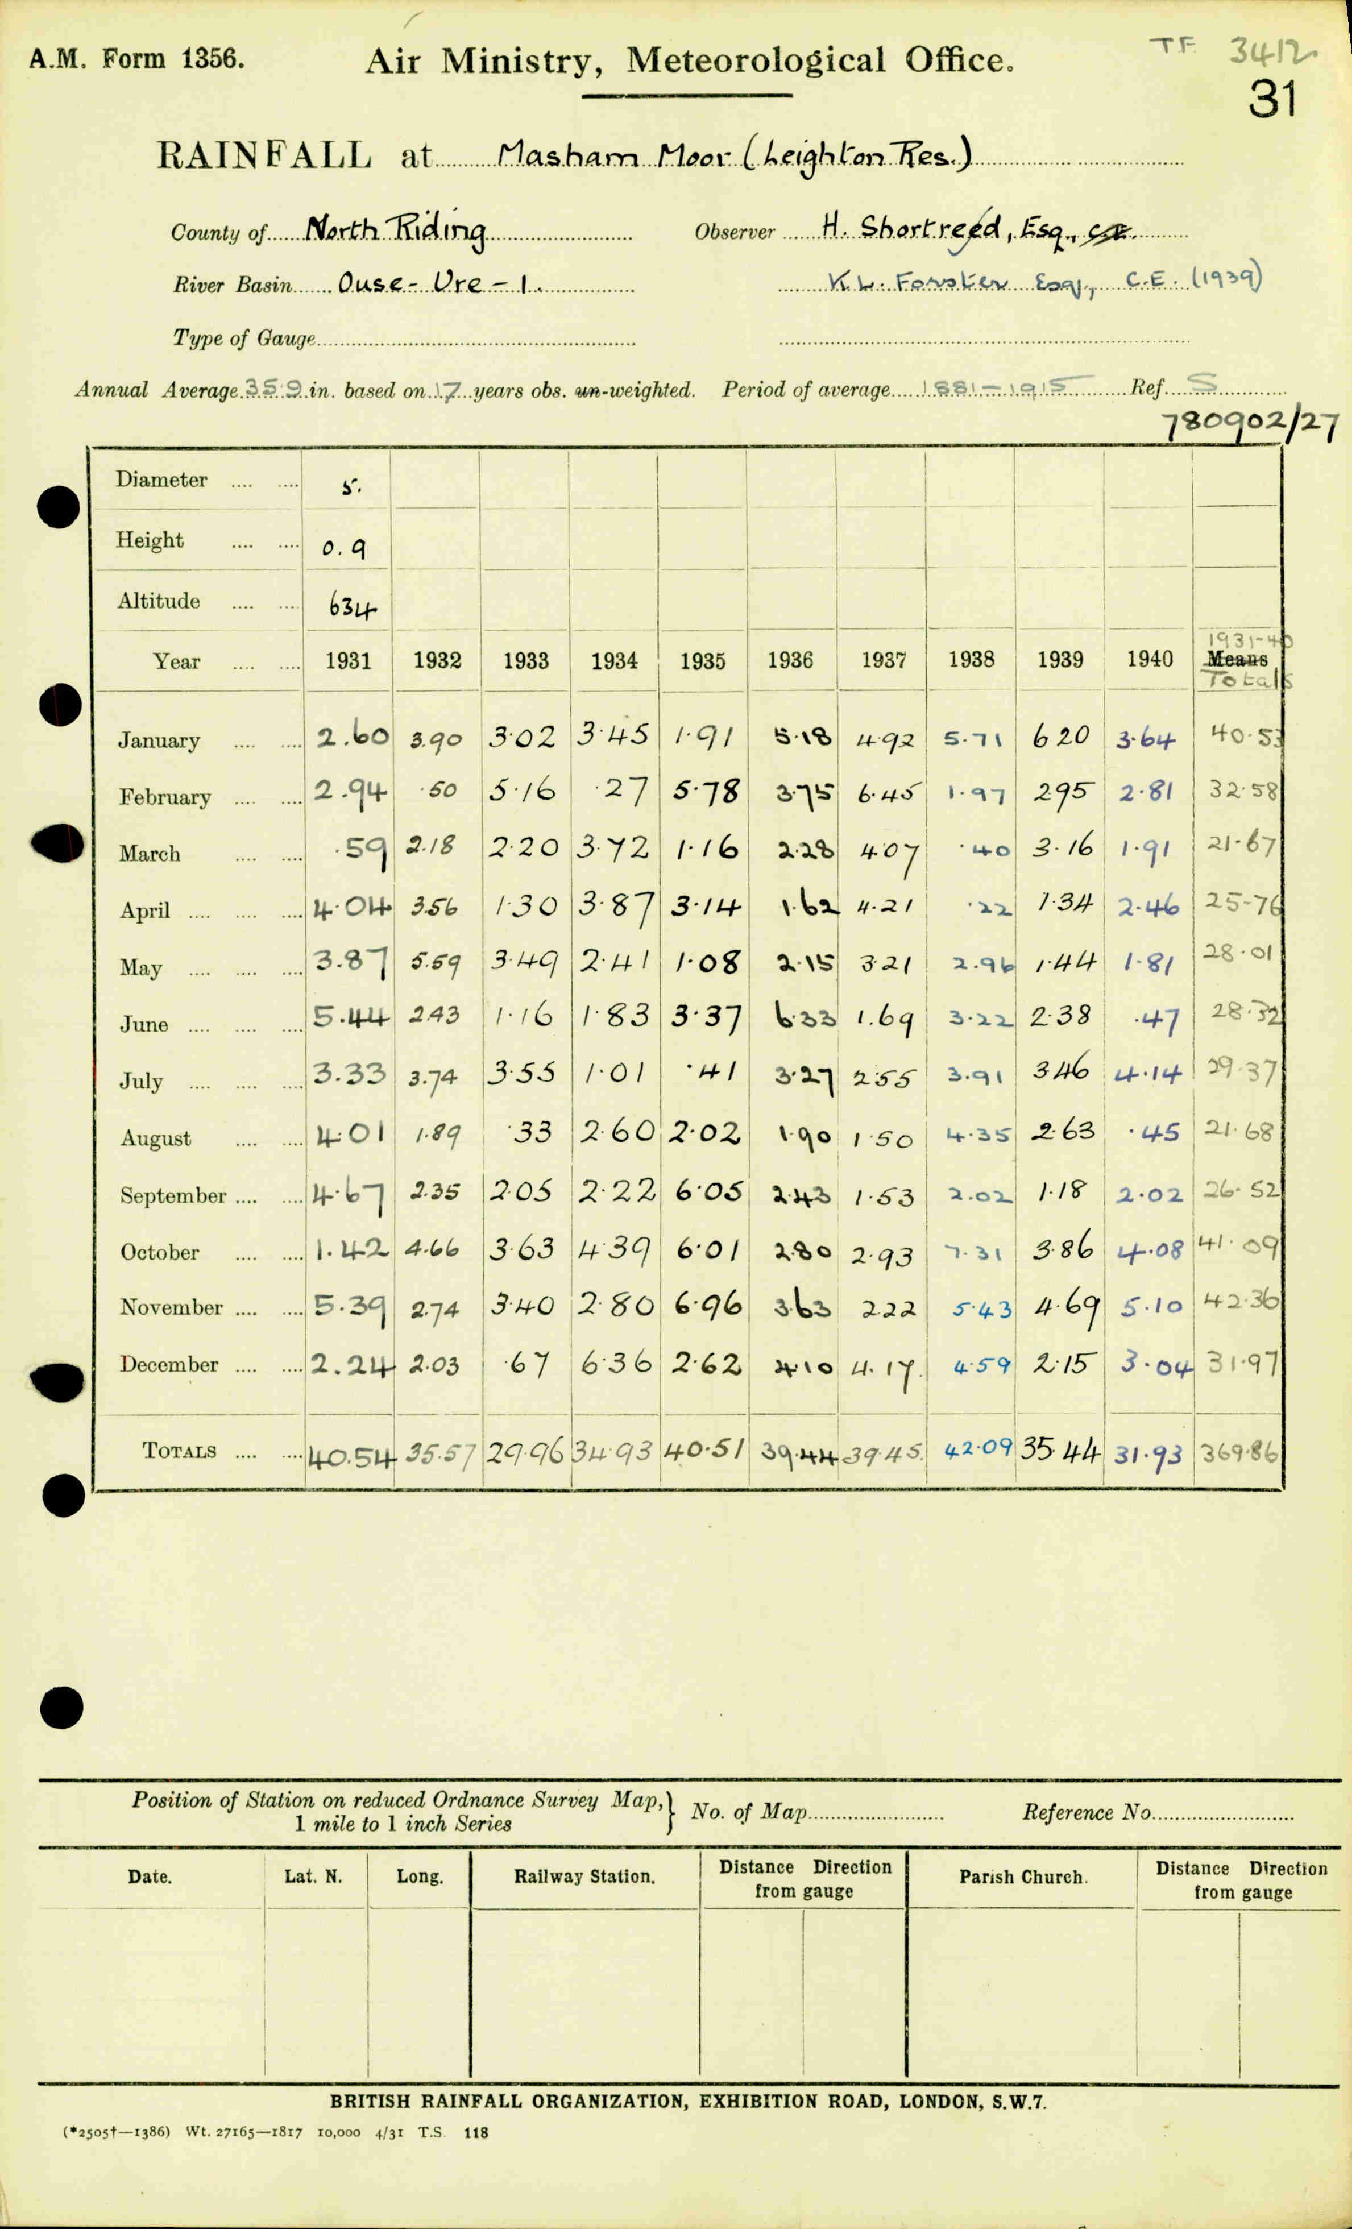 A.M. Form 1356. Air Ministry, Meteorological Office. T.F. 3412
31
RAINFALL at Masham Moor (Leighton Res.)
County of North Riding Observer H. Shortreed, Esq., C.E.
River Basin Ouse - Ure - 1. K.L. Forster Esq., C.E. (1939)
Type of Gauge
Annual Average 35.9 in. based on 17 years obs. un-weighted. Period of average 1881-1915 Ref. S
780902/27
Diameter 5.
Height 0.9
Altitude 634
Year 1931 1932 1933 1934 1935 1936 1937 1938 1939 1940 1931-40 Means Totals
January 2.60 3.90 3.02 3.45 1.91 5.18 4.92 5.71 6.20 3.64 40.53
February 2.94 .50 5.16 .27 5.78 3.75 6.45 1.97 2.95 2.81 32.58
March .59 2.18 2.20 3.72 1.16 2.28 4.07 .40 3.16 1.91 21.67
April 4.04 3.56 1.30 3.87 3.14 1.62 4.21 .22 1.34 2.46 25.76
May 3.87 5.59 3.49 2.41 1.08 2.15 3.21 2.96 1.44 1.81 28.01
June 5.44 2.43 1.16 1.83 3.37 6.33 1.69 3.22 2.38 .47 28.32
July 3.33 3.74 3.55 1.01 .41 3.27 2.55 3.91 3.46 4.14 29.37
August 4.01 1.89 .33 2.60 2.02 1.90 1.50 4.35 2.63 .45 21.68
September 4.67 2.35 2.05 2.22 6.05 2.43 1.53 2.02 1.18 2.02 26.52
October 1.42 4.66 3.63 4.39 6.01 2.80 2.93 7.31 3.86 4.08 41.09
November 5.39 2.74 3.40 2.80 6.96 3.63 2.22 5.43 4.69 5.10 42.36
December 2.24 2.03 .67 6.36 2.62 4.10 4.17 4.59 2.15 3.04 31.97
TOTALS 40.54 35.57 29.96 34.93 40.51 39.44 39.45 42.09 35.44 31.93 369.86
Position of Station on reduced Ordnance Survey Map, } No. of Map Reference No.
1 mile to 1 inch Series
Date. Lat. N. Long. Railway Station. Distance Direction from gauge Parish Church. Distance Direction from gauge
BRITISH RAINFALL ORGANIZATION, EXHIBITION ROAD, LONDON, S.W.7.
(*2505†—1386) Wt. 27165—1817 10,000 4/31 T.S. 118